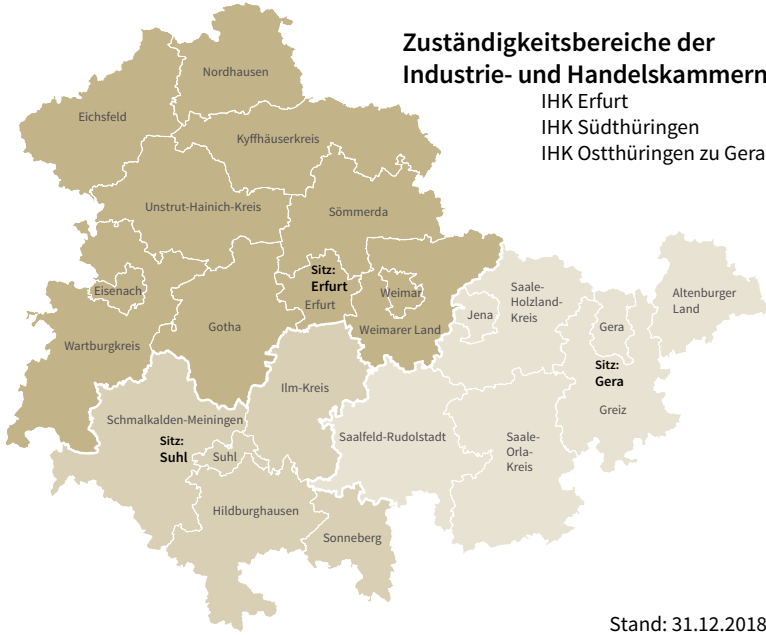 Zuständigkeitsbereiche der
Industrie- und Handelskammern
IHK Erfurt
IHK Südthüringen
IHK Ostthüringen zu Gera
Nordhausen
Eichsfeld
Kyffhäuserkreis
Unstrut-Hainich-Kreis
Sömmerda
Sitz:
Erfurt
Erfurt
Eisenach
Weimar
Gotha
Weimarer Land
Wartburgkreis
Saale-
Holzland-
Kreis
Jena
Altenburger
Land
Gera
Sitz:
Gera
Greiz
Ilm-Kreis
Schmalkalden-Meiningen
Sitz:
Suhl
Suhl
Saalfeld-Rudolstadt
Saale-
Orla-
Kreis
Hildburghausen
Sonneberg
Stand: 31.12.2018